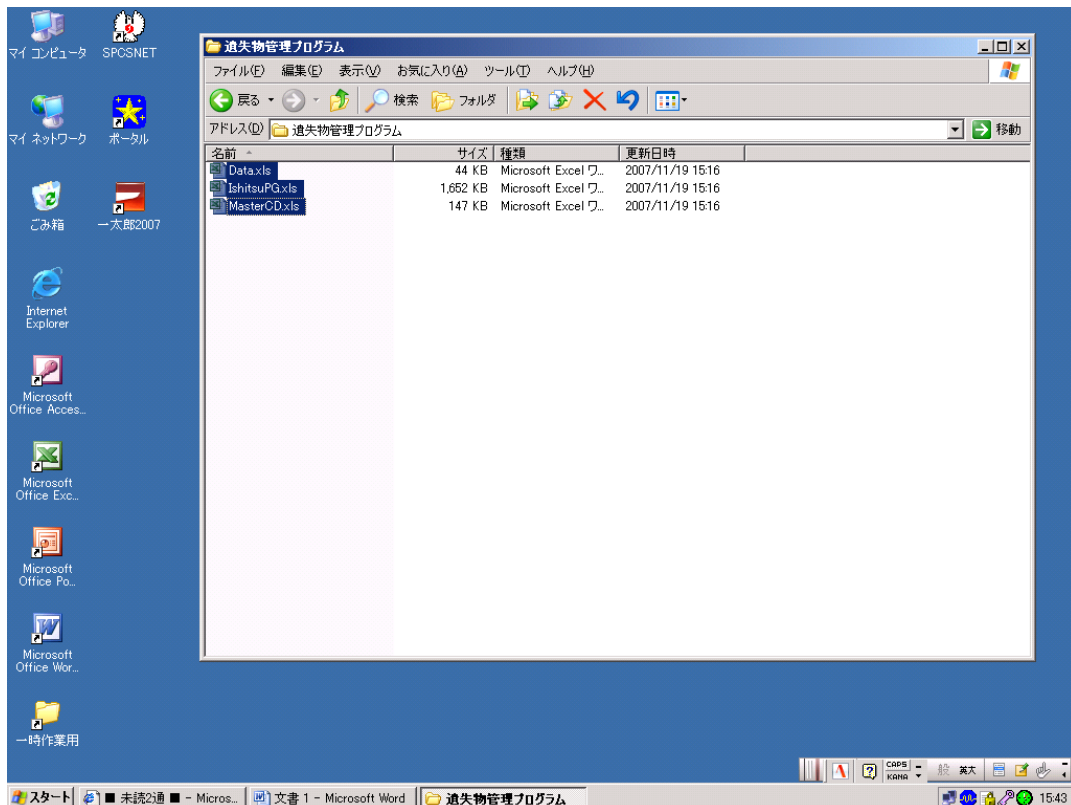 マイ コンピュータ
SPCSNET
マイ ネットワーク
ポータル
ごみ箱
一太郎2007
Internet
Explorer
Microsoft
Office Acces...
Microsoft
Office Exc...
Microsoft
Office Po...
Microsoft
Office Wor...
一時作業用
遺失物管理プログラム
ファイル(F) 編集(E) 表示(V) お気に入り(A) ツール(T) ヘルプ(H)
戻る 検索 フォルダ
アドレス(D) 遺失物管理プログラム 移動
名前 サイズ 種類 更新日時
Data.xls 44 KB Microsoft Excel ワ... 2007/11/19 15:16
IshitsuPG.xls 1,652 KB Microsoft Excel ワ... 2007/11/19 15:16
MasterCD.xls 147 KB Microsoft Excel ワ... 2007/11/19 15:16
A ? CAPS KANA 般 英大
スタート ■ 未読2通 ■ - Micros... 文書 1 - Microsoft Word 遺失物管理プログラム 15:43